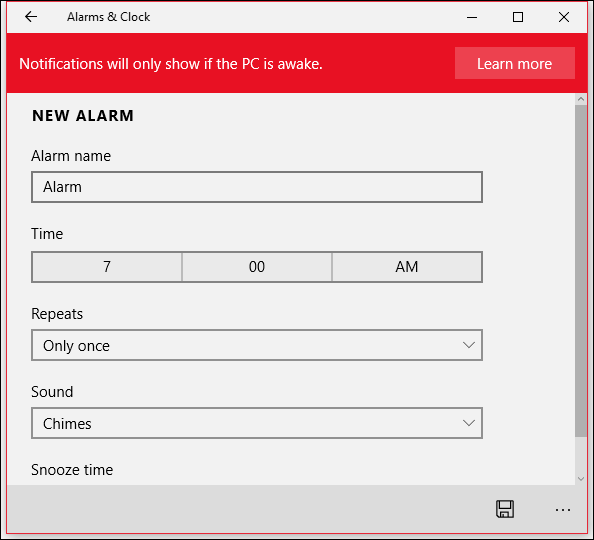 Alarms & Clock
Notifications will only show if the PC is awake.
Learn more
NEW ALARM
Alarm name
Alarm
Time
7 00 AM
Repeats
Only once
Sound
Chimes
Snooze time